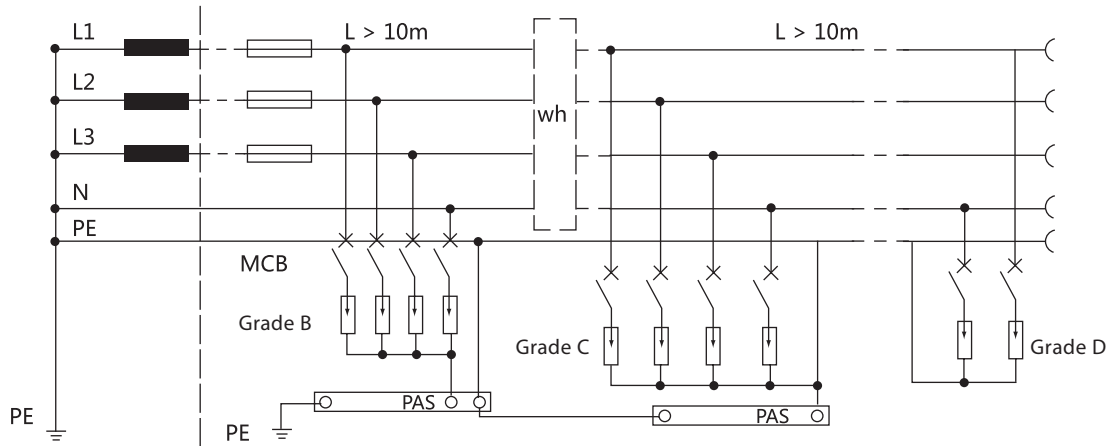 L1
L > 10m
L > 10m
L2
wh
L3
N
PE
MCB
Grade B
Grade C
Grade D
PAS
PAS
PE
PE